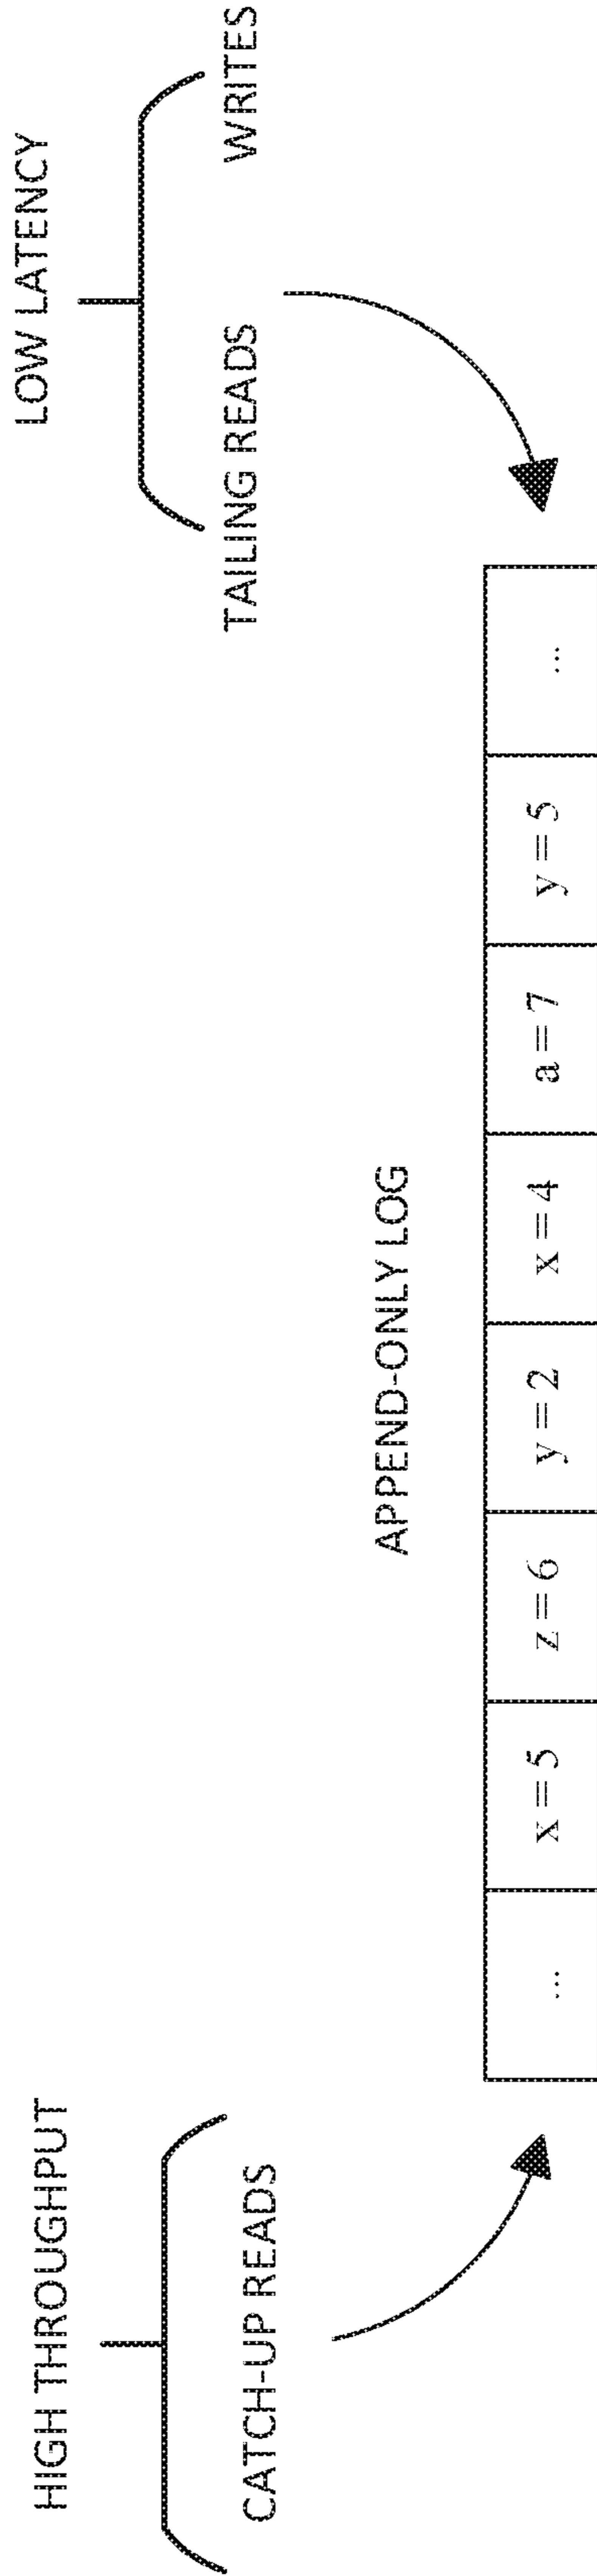 HIGH THROUGHPUT
CATCH-UP READS
LOW LATENCY
TAILING READS
WRITES
APPEND-ONLY LOG
...
x = 5
z = 6
y = 2
x = 4
a = 7
y = 5
...